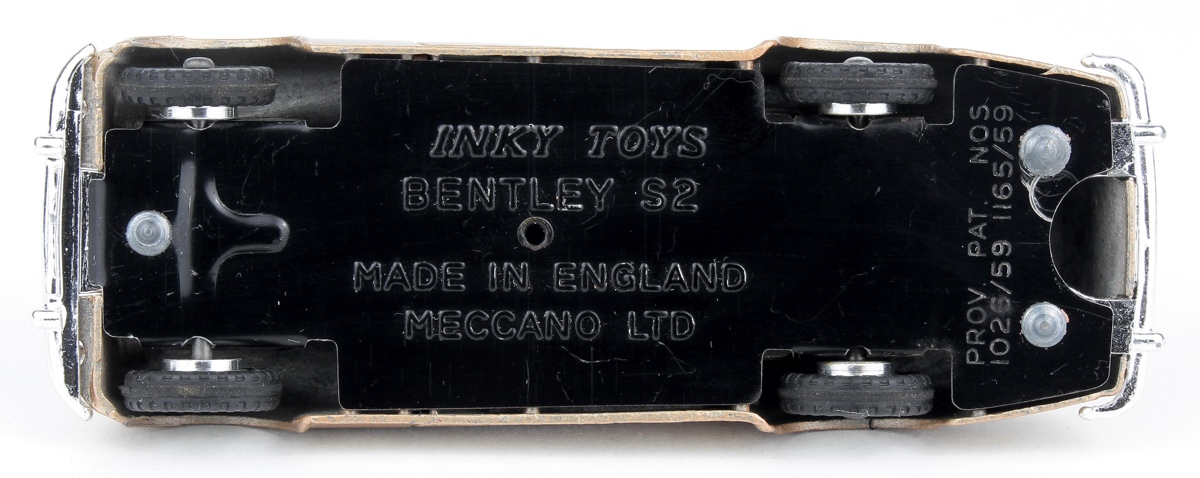 INKY TOYS
BENTLEY S2
MADE IN ENGLAND
MECCANO LTD
PROV. PAT. NOS.
1026/59 1165/59